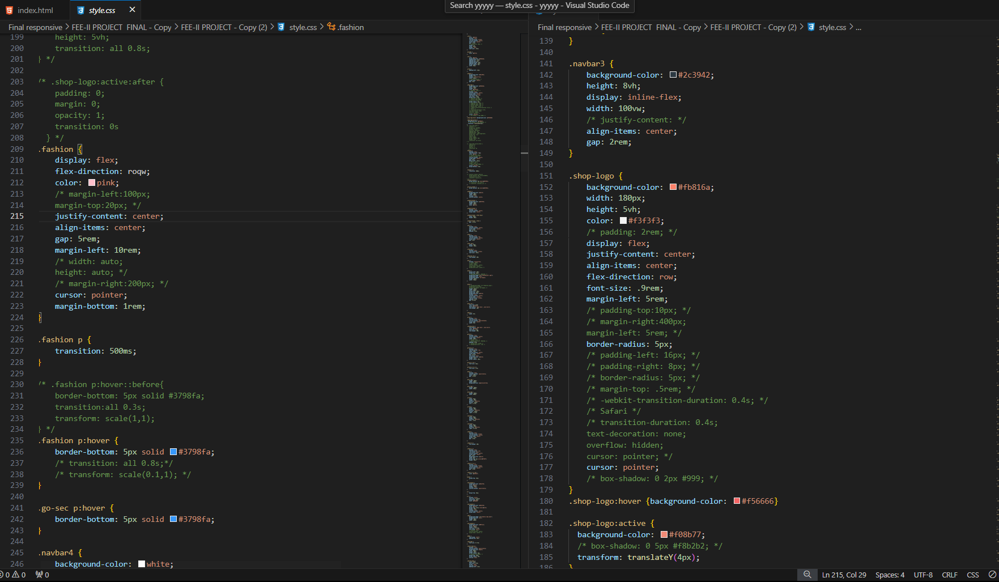 index.html
style.css
Search yyyyy — style.css - yyyyy - Visual Studio Code
Final responsive > FEE-II PROJECT FINAL - Copy > FEE-II PROJECT - Copy (2) > style.css > .fashion
199 height: 5vh;
200 transition: all 0.8s;
201 } */
202
203 /* .shop-logo:active:after {
204 padding: 0;
205 margin: 0;
206 opacity: 1;
207 transition: 0s
208 } */
209 .fashion {
210 display: flex;
211 flex-direction: roqw;
212 color: pink;
213 /* margin-left:100px;
214 margin-top:20px; */
215 justify-content: center;
216 align-items: center;
217 gap: 5rem;
218 margin-left: 10rem;
219 /* width: auto;
220 height: auto; */
221 /* margin-right:200px; */
222 cursor: pointer;
223 margin-bottom: 1rem;
224 }
225
226 .fashion p {
227 transition: 500ms;
228 }
229
230 /* .fashion p:hover::before{
231 border-bottom: 5px solid #3798fa;
232 transition:all 0.3s;
233 transform: scale(1,1);
234 } */
235 .fashion p:hover {
236 border-bottom: 5px solid #3798fa;
237 /* transition: all 0.8s;*/
238 /* transform: scale(0.1,1); */
239 }
240
241 .go-sec p:hover {
242 border-bottom: 5px solid #3798fa;
243 }
244
245 .navbar4 {
246 background-color: white;
Final responsive > FEE-II PROJECT FINAL - Copy > FEE-II PROJECT - Copy (2) > style.css > ...
139 }
140
141 .navbar3 {
142 background-color: #2c3942;
143 height: 8vh;
144 display: inline-flex;
145 width: 100vw;
146 /* justify-content: */
147 align-items: center;
148 gap: 2rem;
149 }
150
151 .shop-logo {
152 background-color: #fb816a;
153 width: 180px;
154 height: 5vh;
155 color: #f3f3f3;
156 /* padding: 2rem; */
157 display: flex;
158 justify-content: center;
159 align-items: center;
160 flex-direction: row;
161 font-size: .9rem;
162 margin-left: 5rem;
163 /* padding-top:10px; */
164 /* margin-right:400px;
165 margin-left: 5rem; */
166 border-radius: 5px;
167 /* padding-left: 16px; */
168 /* padding-right: 8px; */
169 /* border-radius: 5px; */
170 /* margin-top: .5rem; */
171 /* -webkit-transition-duration: 0.4s; */
172 /* Safari */
173 /* transition-duration: 0.4s;
174 text-decoration: none;
175 overflow: hidden;
176 cursor: pointer; */
177 cursor: pointer;
178 /* box-shadow: 0 2px #999; */
179 }
180 .shop-logo:hover {background-color: #f56666}
181
182 .shop-logo:active {
183 background-color: #f08b77;
184 /* box-shadow: 0 5px #f8b2b2; */
185 transform: translateY(4px);
186 }
0 0 0 Ln 215, Col 29 Spaces: 4 UTF-8 CRLF CSS